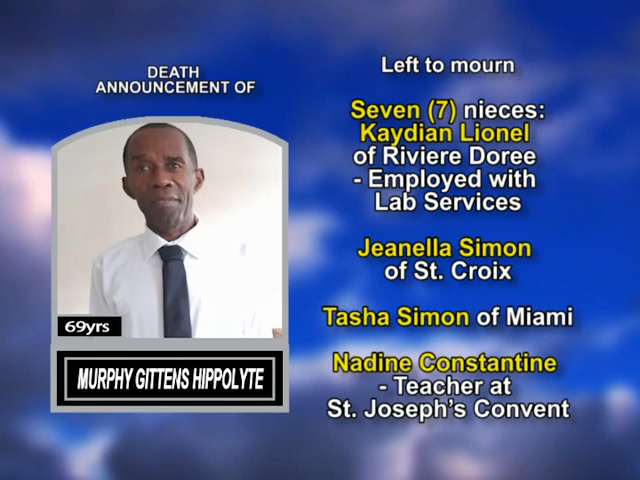 DEATH
ANNOUNCEMENT OF
69yrs
MURPHY GITTENS HIPPOLYTE
Left to mourn
Seven (7) nieces:
Kaydian Lionel
of Riviere Doree
- Employed with
Lab Services
Jeanella Simon
of St. Croix
Tasha Simon of Miami
Nadine Constantine
- Teacher at
St. Joseph's Convent